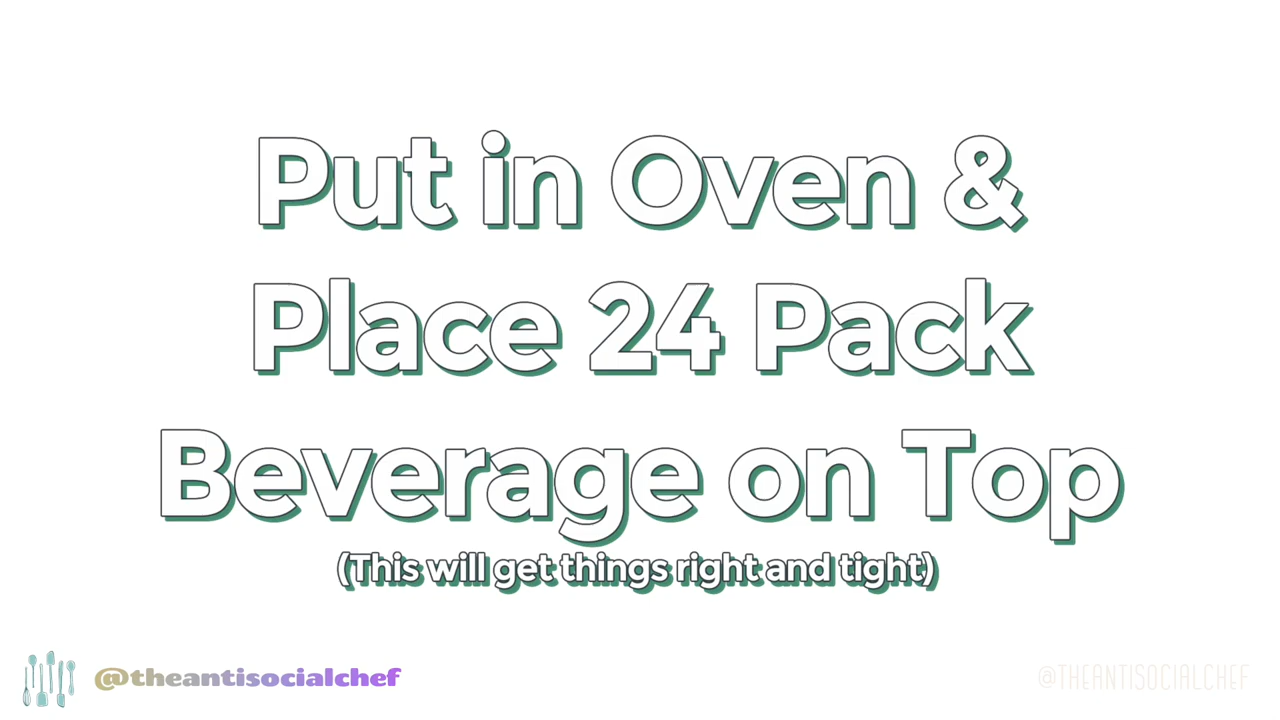 Put in Oven &
Place 24 Pack
Beverage on Top
(This will get things right and tight)
@theantisocialchef
@THEANTISOCIALCHEF